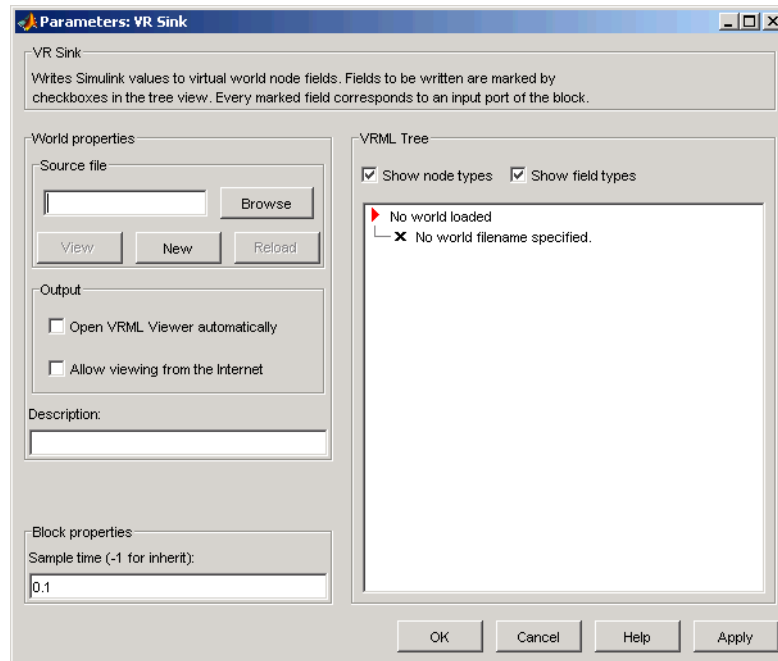 Parameters: VR Sink
VR Sink
Writes Simulink values to virtual world node fields. Fields to be written are marked by
checkboxes in the tree view. Every marked field corresponds to an input port of the block.
World properties
Source file
Browse
View
New
Reload
Output
Open VRML Viewer automatically
Allow viewing from the Internet
Description:
Block properties
Sample time (-1 for inherit):
0.1
VRML Tree
Show node types
Show field types
No world loaded
No world filename specified.
OK
Cancel
Help
Apply